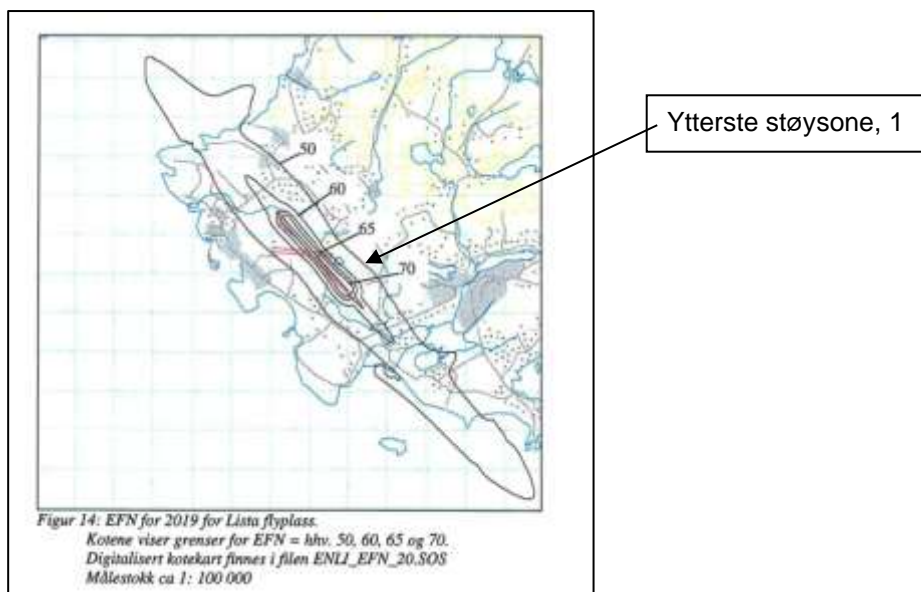 50
60
65
70
Ytterste støysone, 1
Figur 14: EFN for 2019 for Lista flyplass.
Kotene viser grenser for EFN = hhv. 50, 60, 65 og 70.
Digitalisert kotekart finnes i filen ENLI_EFN_20.SOS
Målestokk ca 1: 100 000